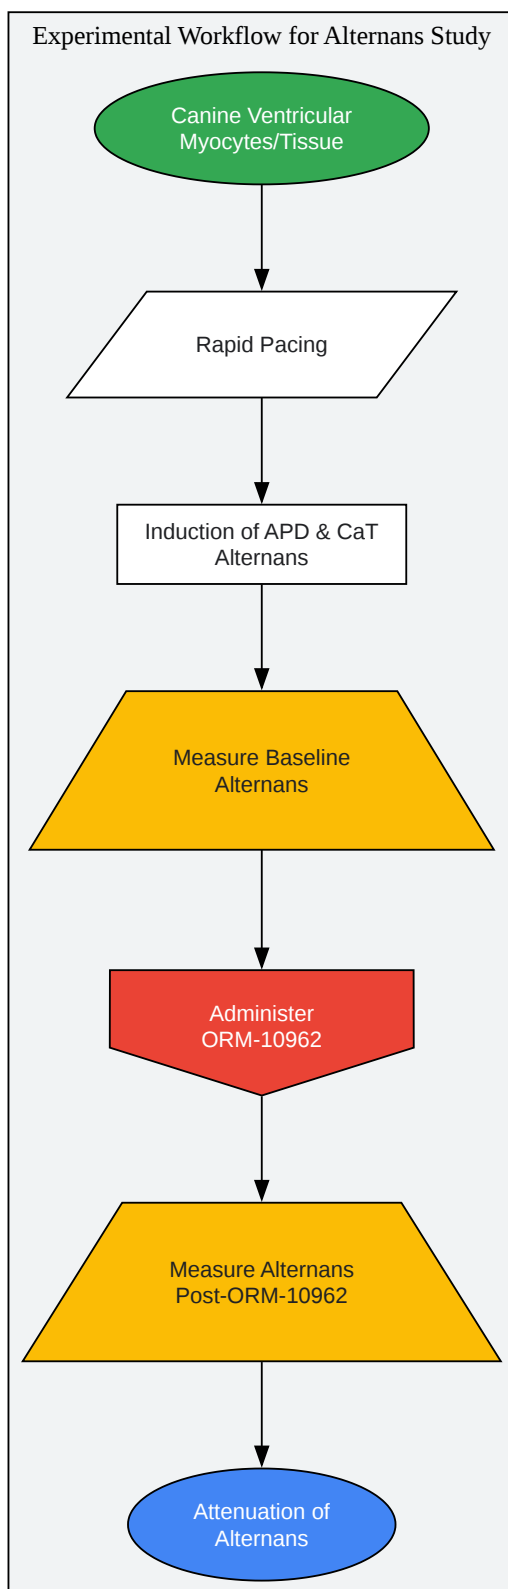 Experimental Workflow for Alternans Study
Canine Ventricular
Myocytes/Tissue
Rapid Pacing
Induction of APD & CaT
Alternans
Measure Baseline
Alternans
Administer
ORM-10962
Measure Alternans
Post-ORM-10962
Attenuation of
Alternans